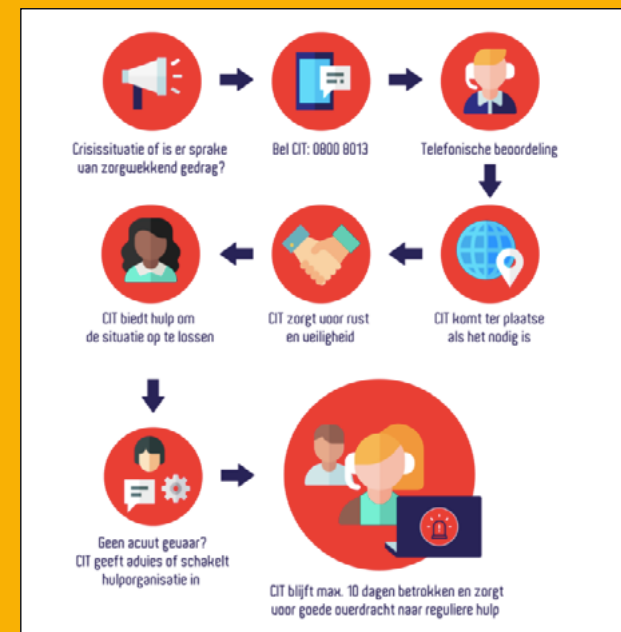 Crisissituatie of is er sprake
van zorgwekkend gedrag?
Bel CIT: 0800 8013
Telefonische beoordeling
CIT komt ter plaatse
als het nodig is
CIT zorgt voor rust
en veiligheid
CIT biedt hulp om
de situatie op te lossen
Geen acuut gevaar?
CIT geeft advies of schakelt
hulporganisatie in
CIT blijft max. 10 dagen betrokken en zorgt
voor goede overdracht naar reguliere hulp